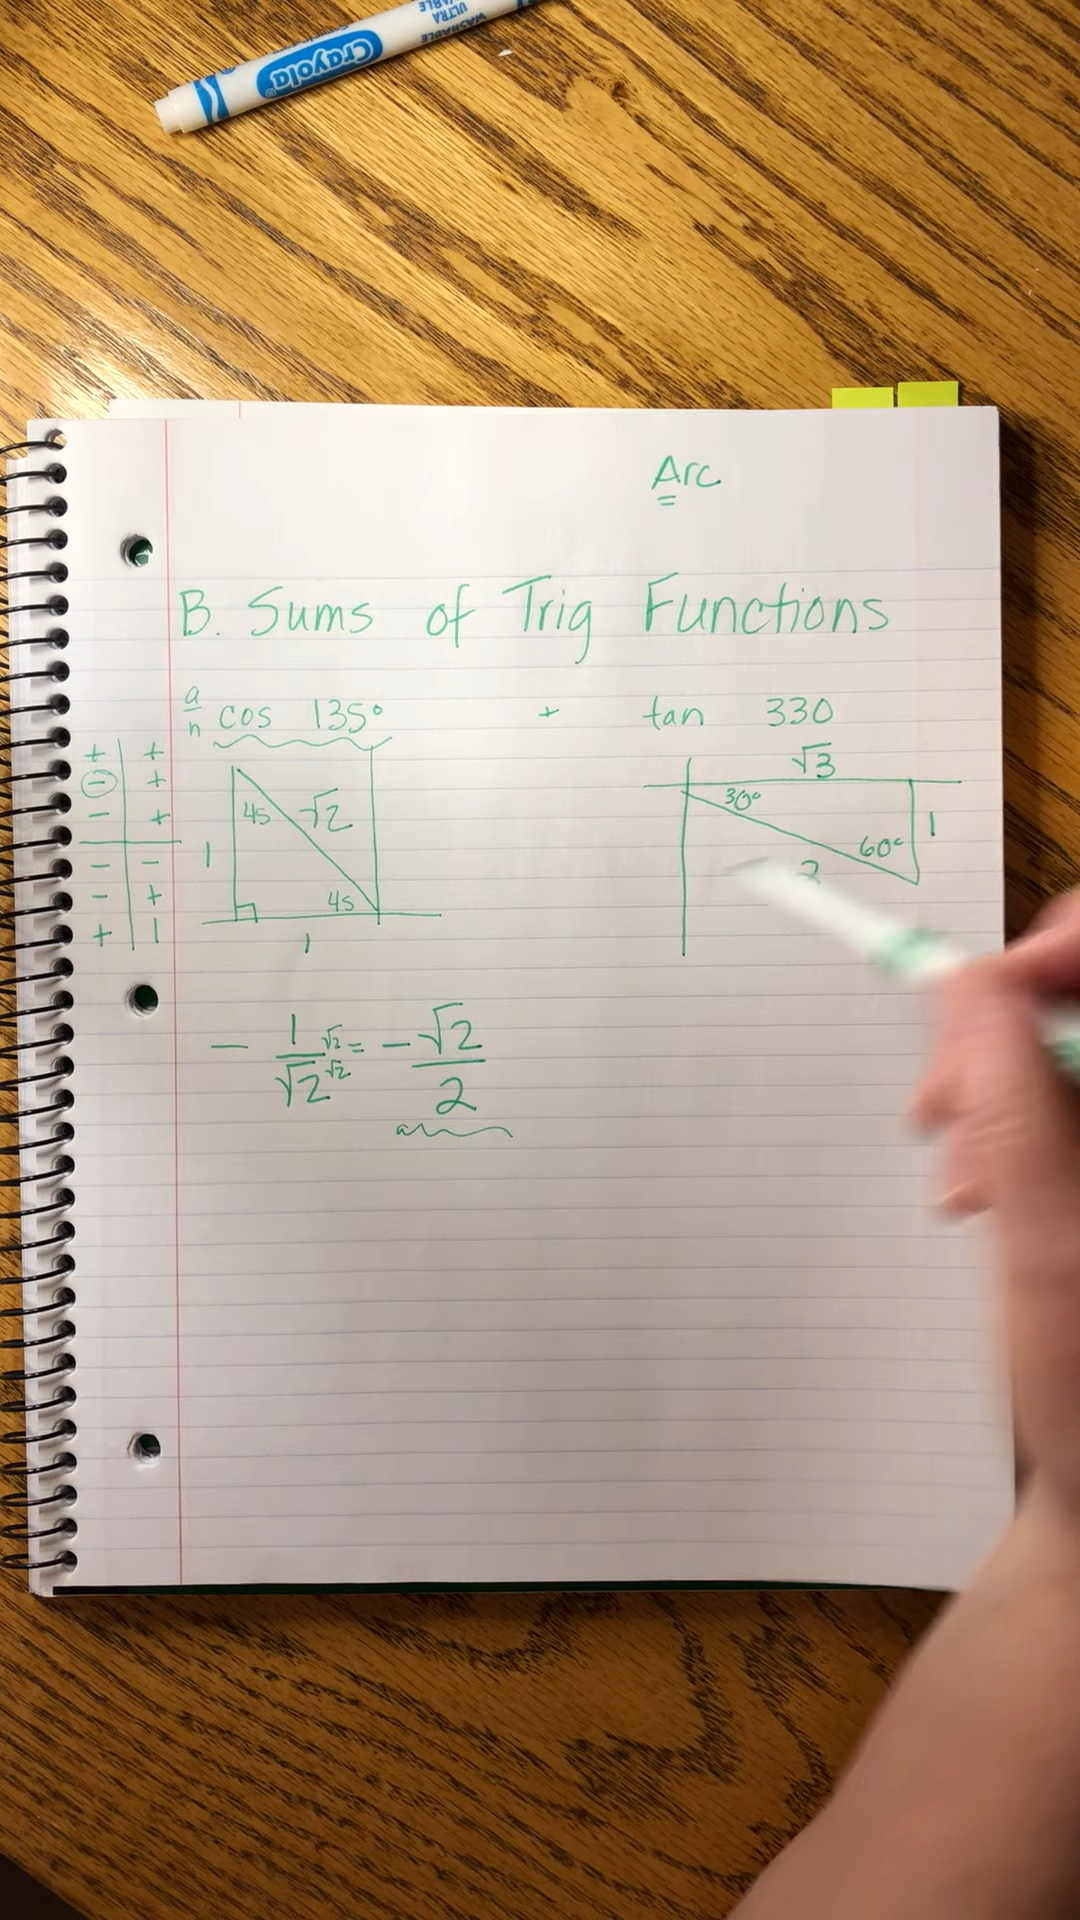 Crayola
ULTRA
WASHABLE
Arc
B. Sums of Trig Functions
a/h cos 135° + tan 330
+ +
- +
- +
- -
- +
+ 1
45 √2
1
45
1
√3
30°
1
60°
2
- 1/√2 √2/√2 = - √2/2